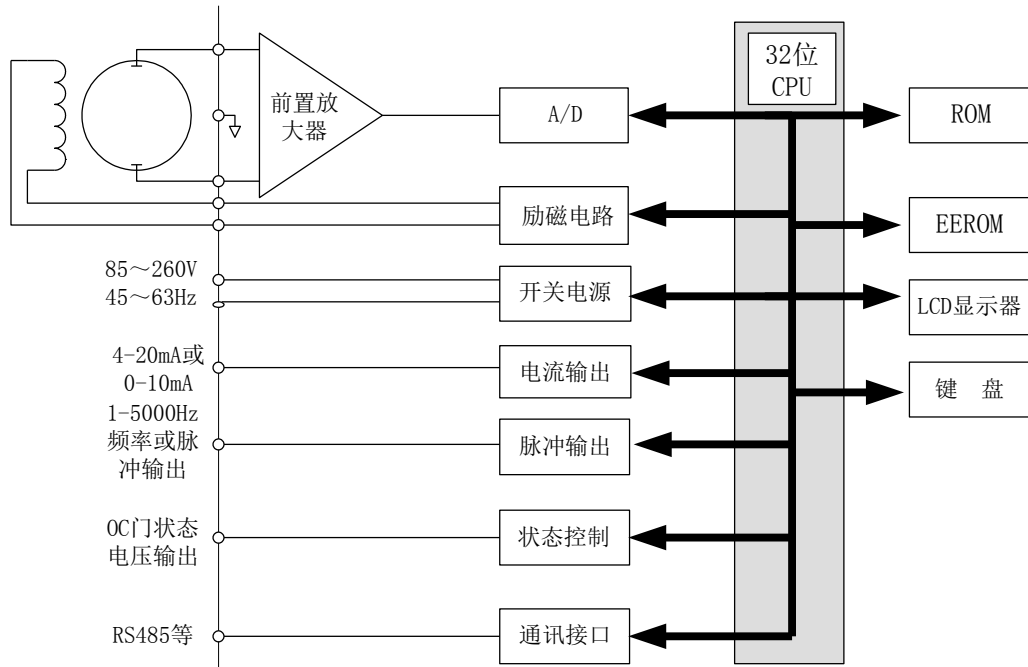 32位
CPU
前置放
大器
A/D
ROM
励磁电路
EEROM
85～260V
45～63Hz
开关电源
LCD显示器
4-20mA或
0-10mA
电流输出
键 盘
1-5000Hz
频率或脉
冲输出
脉冲输出
OC门状态
电压输出
状态控制
RS485等
通讯接口